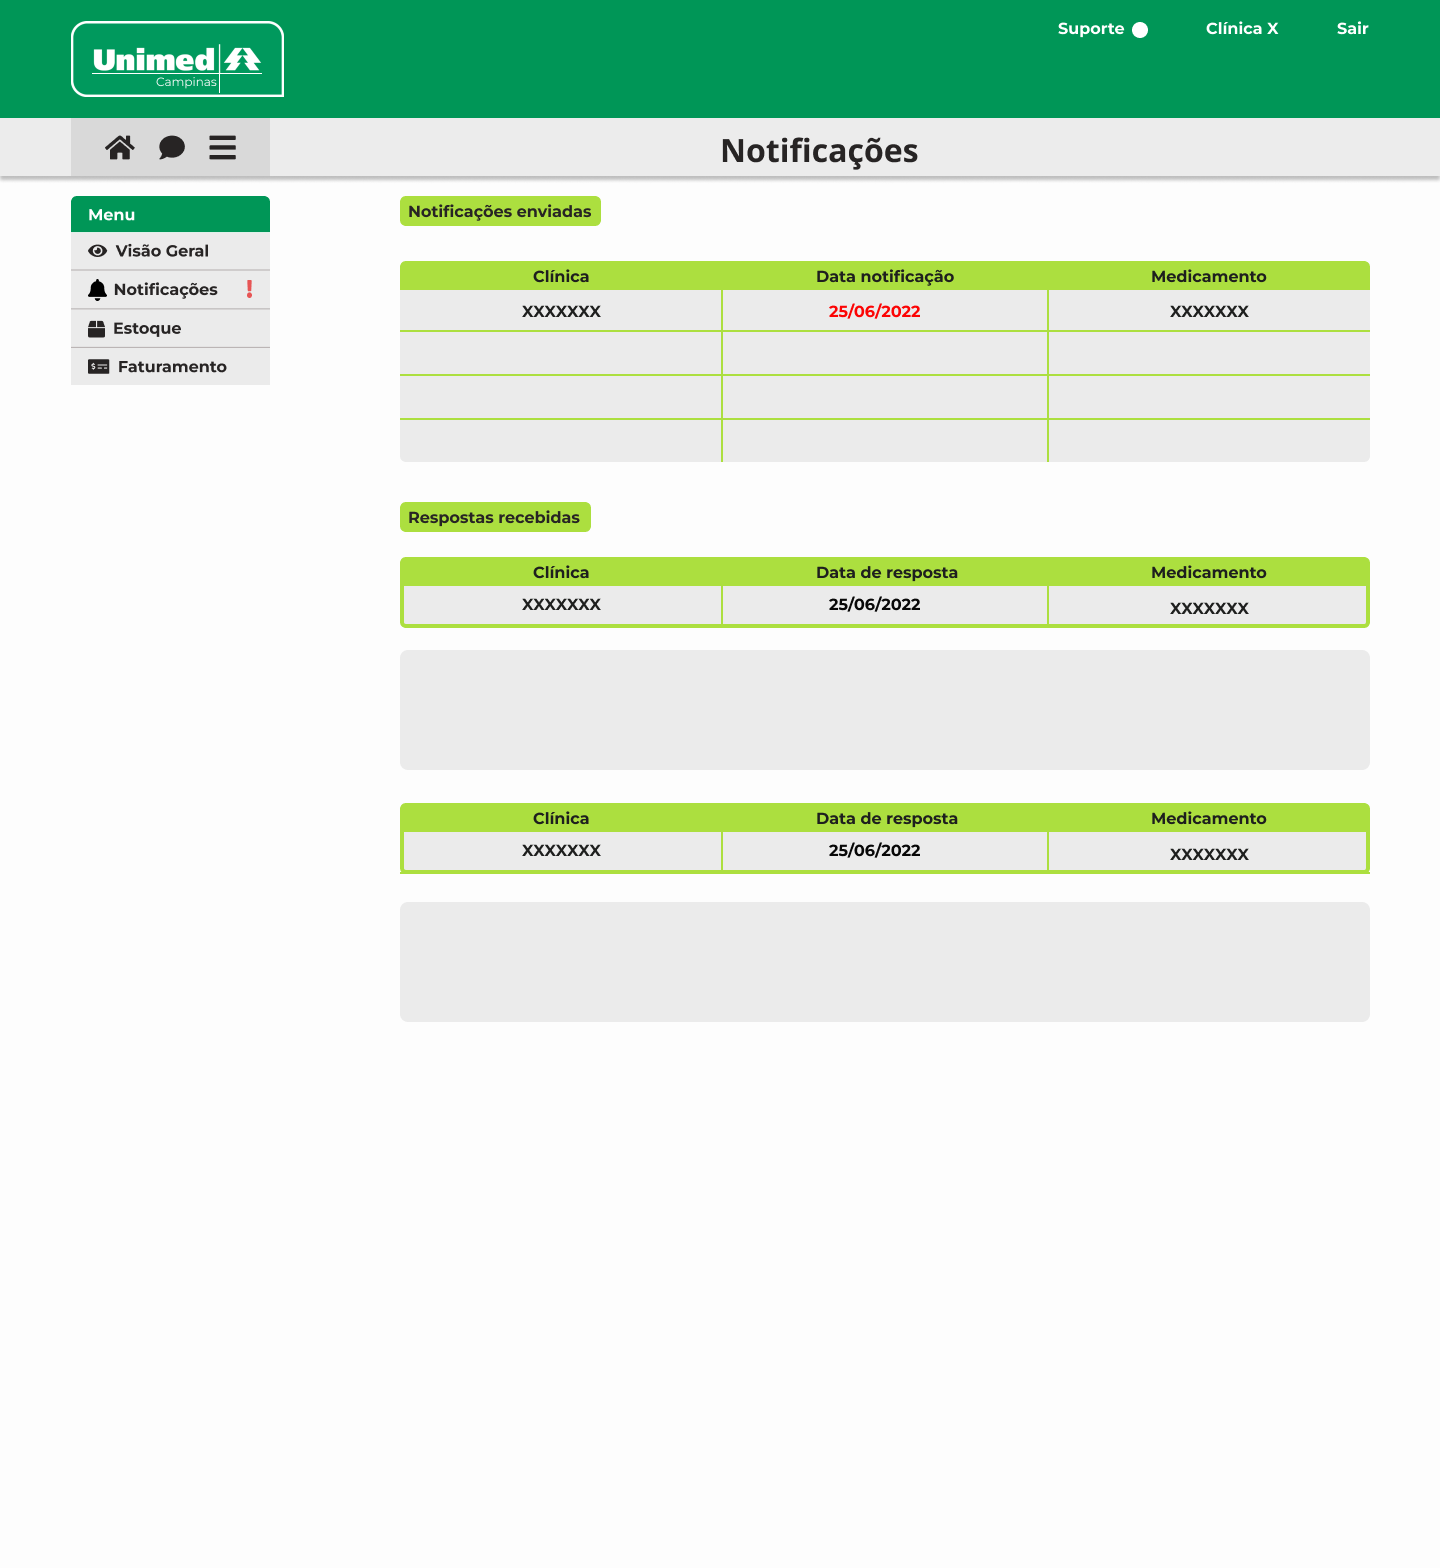 Suporte Clínica X Sair
Unimed
Campinas
Notificações
Menu
Visão Geral
Notificações
Estoque
Faturamento
Notificações enviadas
Clínica Data notificação Medicamento
XXXXXXX 25/06/2022 XXXXXXX
Respostas recebidas
Clínica Data de resposta Medicamento
XXXXXXX 25/06/2022 XXXXXXX
Clínica Data de resposta Medicamento
XXXXXXX 25/06/2022 XXXXXXX